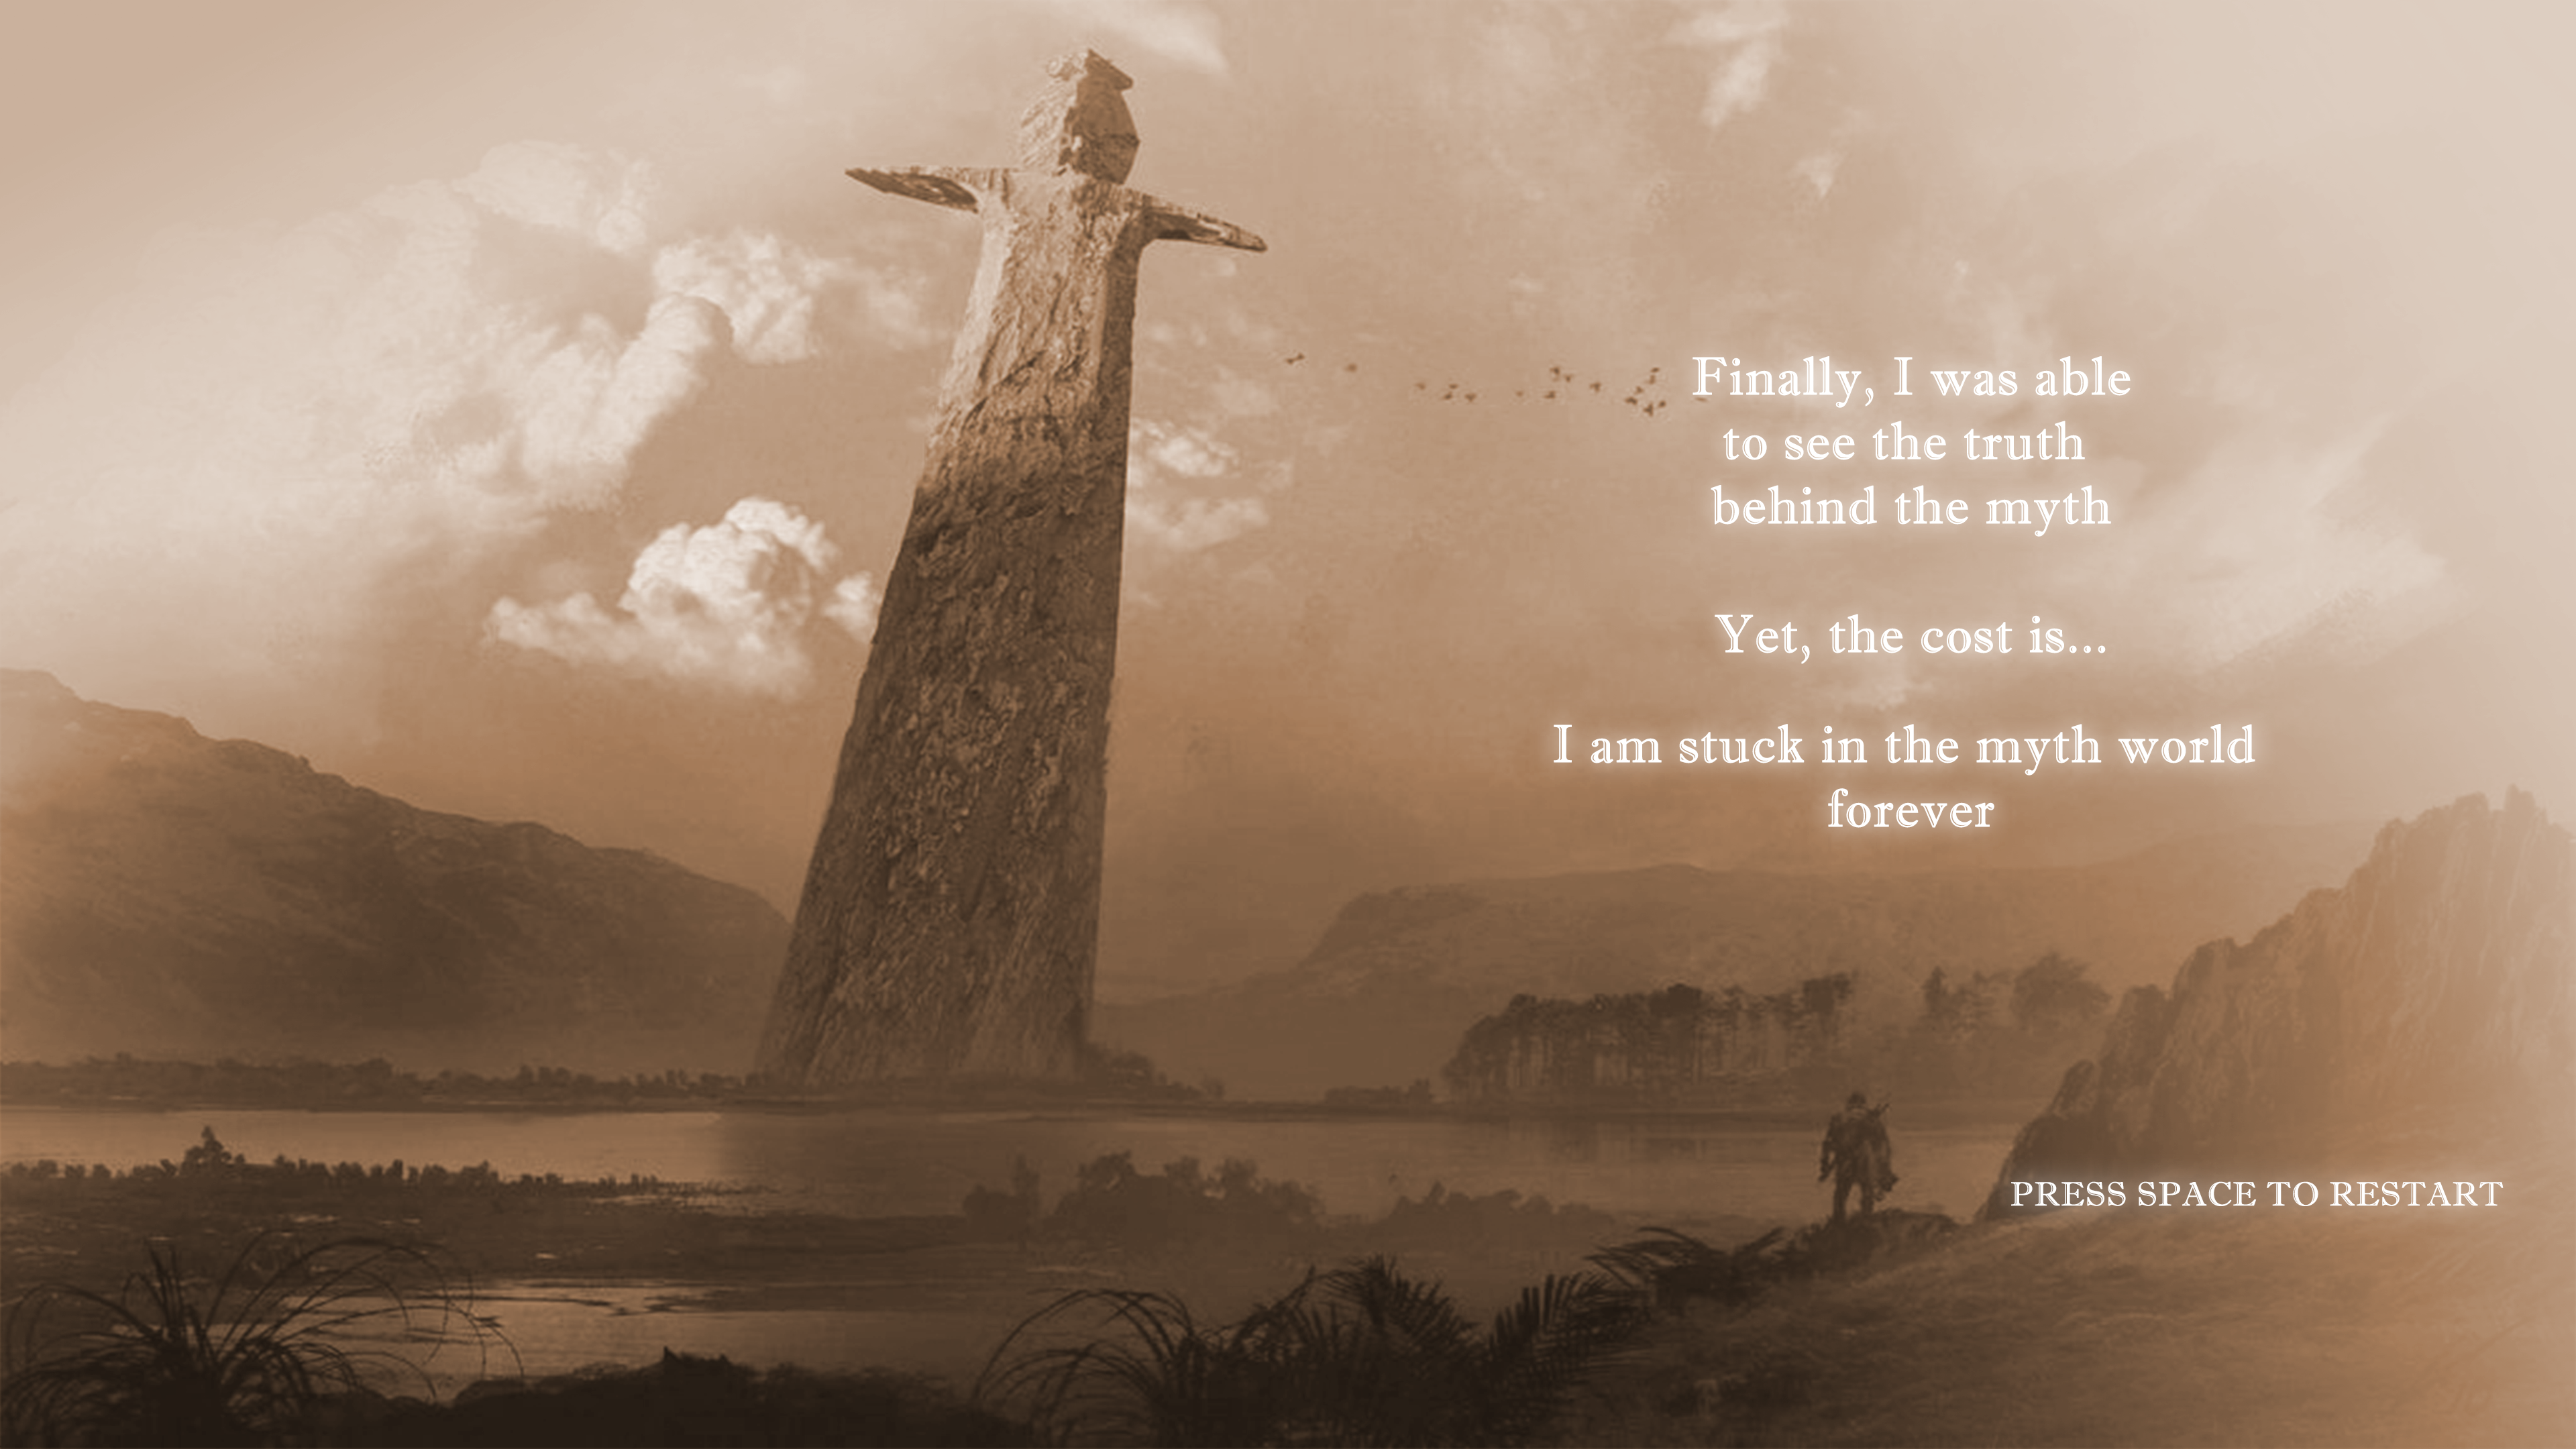 Finally, I was able
to see the truth
behind the myth
Yet, the cost is...
I am stuck in the myth world
forever
PRESS SPACE TO RESTART